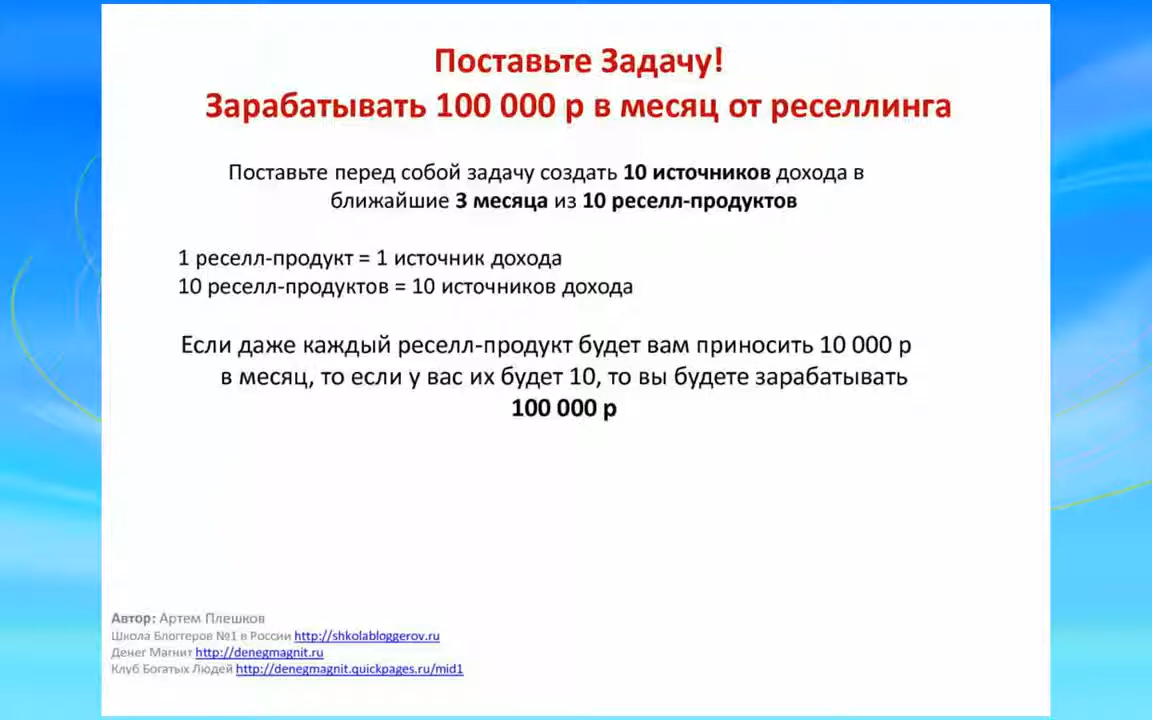 Поставьте Задачу!
Зарабатывать 100 000 р в месяц от реселлинга
Поставьте перед собой задачу создать 10 источников дохода в
ближайшие 3 месяца из 10 реселл-продуктов
1 реселл-продукт = 1 источник дохода
10 реселл-продуктов = 10 источников дохода
Если даже каждый реселл-продукт будет вам приносить 10 000 р
в месяц, то если у вас их будет 10, то вы будете зарабатывать
100 000 р
Автор: Артем Плешков
Школа Блоггеров №1 в России http://shkolabloggerov.ru
Денег Магнит http://denegmagnit.ru
Клуб Богатых Людей http://denegmagnit.quickpages.ru/mid1